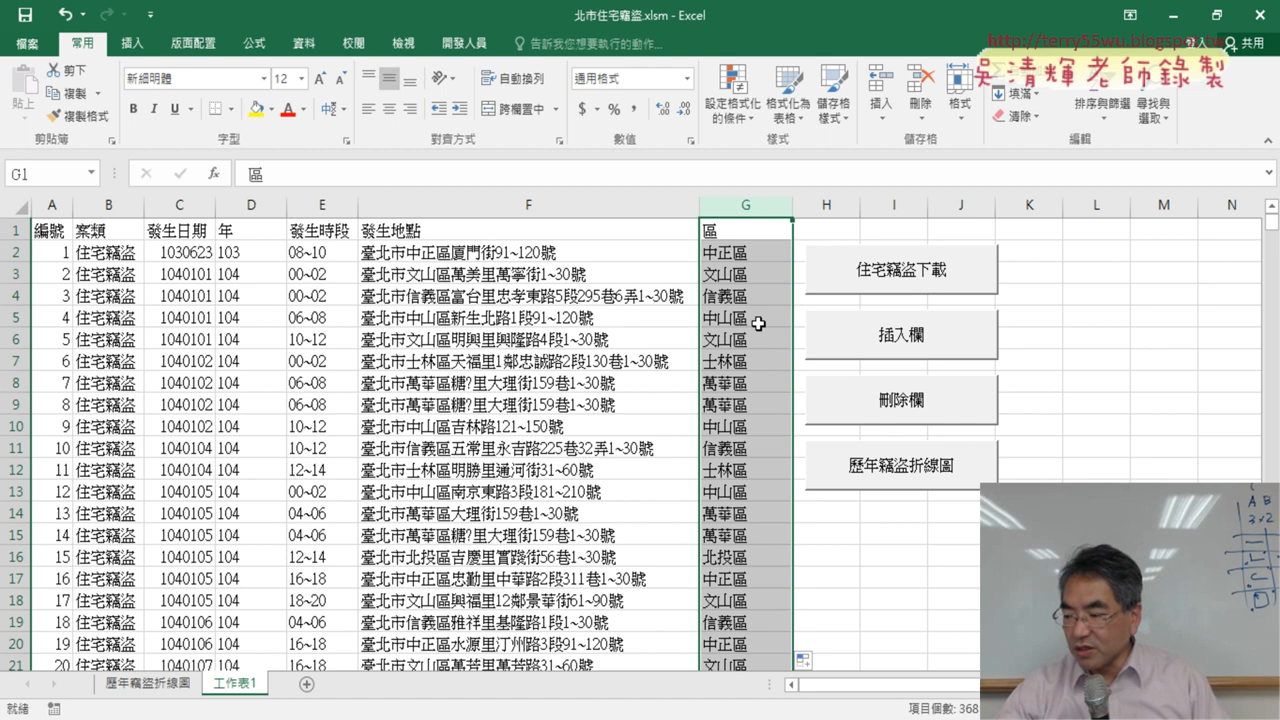 北市住宅竊盜.xlsm - Excel
http://terry55wu.blogspot.tw
登入 共用
吳清輝老師錄製
檔案 常用 插入 版面配置 公式 資料 校閱 檢視 開發人員 告訴我您想要執行的動作...
貼上 剪下 複製 複製格式 剪貼簿
新細明體 12 B I U 中 字型
自動換列 跨欄置中 對齊方式
通用格式 $ % , 數值
設定格式化的條件 格式化為表格 儲存格樣式 樣式
插入 刪除 格式 儲存格
填滿 清除 排序與篩選 尋找與選取 編輯
G1 fx 區
A B C D E F G H I J K L M N
1 編號 案類 發生日期 年 發生時段 發生地點 區
2 1 住宅竊盜 1030623 103 08~10 臺北市中正區廈門街91~120號 中正區
3 2 住宅竊盜 1040101 104 00~02 臺北市文山區萬美里萬寧街1~30號 文山區
4 3 住宅竊盜 1040101 104 00~02 臺北市信義區富台里忠孝東路5段295巷6弄1~30號 信義區
5 4 住宅竊盜 1040101 104 06~08 臺北市中山區新生北路1段91~120號 中山區
6 5 住宅竊盜 1040101 104 10~12 臺北市文山區明興里興隆路4段1~30號 文山區
7 6 住宅竊盜 1040102 104 00~02 臺北市士林區天福里1鄰忠誠路2段130巷1~30號 士林區
8 7 住宅竊盜 1040102 104 06~08 臺北市萬華區糖?里大理街159巷1~30號 萬華區
9 8 住宅竊盜 1040102 104 06~08 臺北市萬華區糖?里大理街159巷1~30號 萬華區
10 9 住宅竊盜 1040102 104 10~12 臺北市中山區吉林路121~150號 中山區
11 10 住宅竊盜 1040102 104 10~12 臺北市信義區五常里永吉路225巷32弄1~30號 信義區
12 11 住宅竊盜 1040102 104 12~14 臺北市士林區明勝里通河街31~60號 士林區
13 12 住宅竊盜 1040105 104 00~02 臺北市中山區南京東路3段181~210號 中山區
14 13 住宅竊盜 1040105 104 04~06 臺北市萬華區大理街159巷1~30號 萬華區
15 14 住宅竊盜 1040105 104 04~06 臺北市萬華區糖?里大理街159巷1~30號 萬華區
16 15 住宅竊盜 1040105 104 12~14 臺北市北投區吉慶里實踐街56巷1~30號 北投區
17 16 住宅竊盜 1040105 104 16~18 臺北市中正區忠勤里中華路2段311巷1~30號 中正區
18 17 住宅竊盜 1040105 104 18~20 臺北市文山區興福里12鄰景華街61~90號 文山區
19 18 住宅竊盜 1040106 104 04~06 臺北市信義區雅祥里基隆路1段1~30號 信義區
20 19 住宅竊盜 1040106 104 16~18 臺北市中正區水源里汀州路3段91~120號 中正區
21 20 住宅竊盜 1040107 104 16~18 臺北市文山區萬芳里萬芳路31~60號 文山區
住宅竊盜下載
插入欄
刪除欄
歷年竊盜折線圖
A B
3×2
歷年竊盜折線圖 工作表1
就緒 項目個數: 368